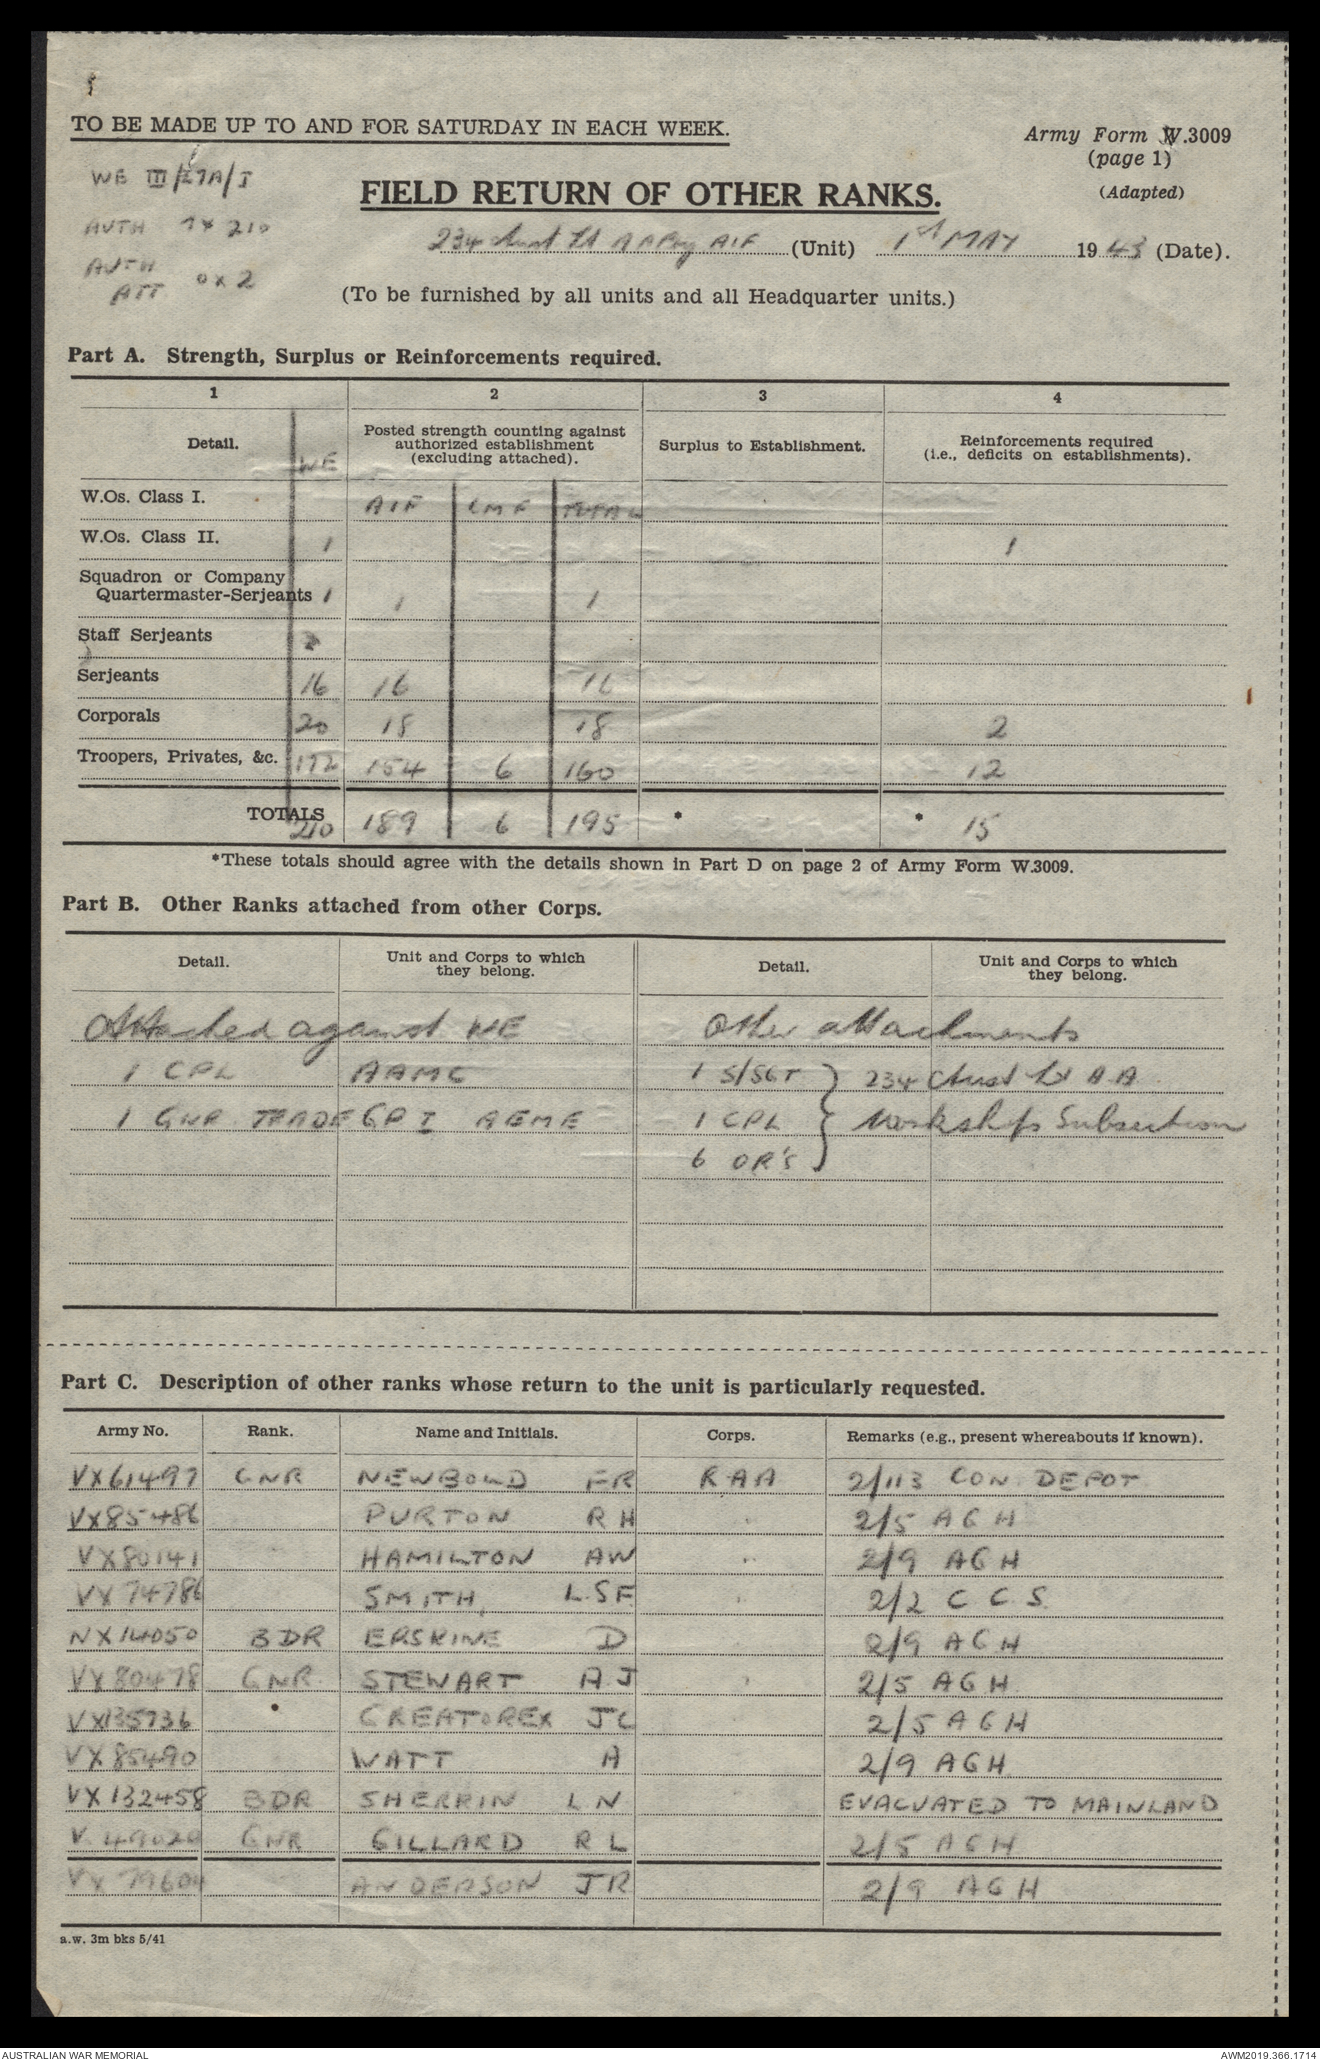 TO BE MADE UP TO AND FOR SATURDAY IN EACH WEEK.
Army Form W.3009
(page 1)
(Adapted)
WE III/27A/I
AUTH 210
AUTH
ATT 0x2
FIELD RETURN OF OTHER RANKS.
234 Aust Lt AA Bty AIF (Unit) 1st MAY 1943 (Date).
(To be furnished by all units and all Headquarter units.)
Part A. Strength, Surplus or Reinforcements required.
1 2 3 4
Detail. WE Posted strength counting against authorized establishment (excluding attached). Surplus to Establishment. Reinforcements required (i.e., deficits on establishments).
W.Os. Class I. AIF CMF TOTAL
W.Os. Class II. 1 1
Squadron or Company
Quartermaster-Serjeants 1 1 1
Staff Serjeants
Serjeants 16 16 16
Corporals 20 18 18 2
Troopers, Privates, &c. 172 154 6 160 12
TOTALS 210 189 6 195 * * 15
*These totals should agree with the details shown in Part D on page 2 of Army Form W.3009.
Part B. Other Ranks attached from other Corps.
Detail. Unit and Corps to which they belong. Detail. Unit and Corps to which they belong.
Attached against WE Other attachments
1 CPL AAMC 1 S/SGT 234 Aust Lt AA
1 GNR TRADE GP I AEME 1 CPL Workshop Subsection
6 OR'S
Part C. Description of other ranks whose return to the unit is particularly requested.
Army No. Rank. Name and Initials. Corps. Remarks (e.g., present whereabouts if known).
VX61497 GNR NEWBOLD FR RAA 2/113 CON. DEPOT
VX85486 PURTON RH " 2/5 AGH
VX80141 HAMILTON AW " 2/9 AGH
VX74786 SMITH, L.SF " 2/2 C C S.
NX14050 BDR ERSKINE D 2/9 AGH
VX80478 GNR STEWART A.J " 2/5 AGH
VX135736 GREATOREX JC 2/5 AGH
VX85490 WATT A 2/9 AGH
VX132458 BDR SHERRIN LN EVACUATED TO MAINLAND
GNR GILLARD RL 2/5 AGH
VX79604 ANDERSON JR 2/9 AGH
a.w. 3m bks 5/41
AUSTRALIAN WAR MEMORIAL
AWM2019.366.1714